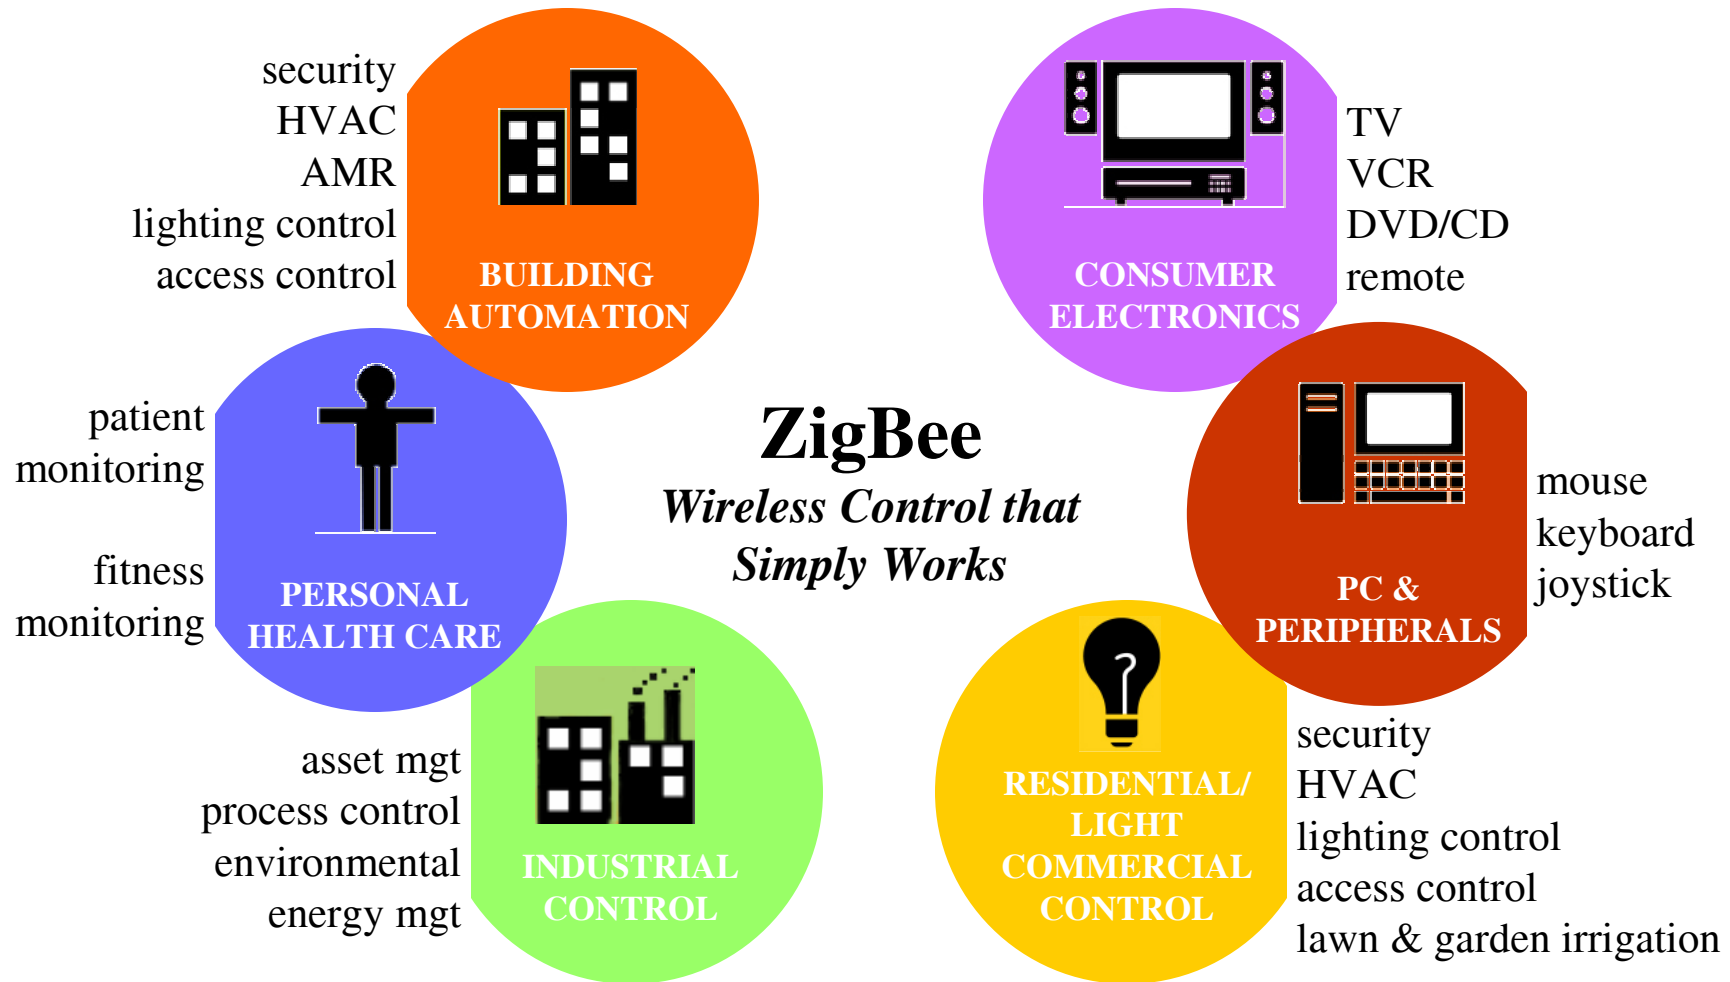 security
HVAC
AMR
lighting control
access control
BUILDING
AUTOMATION
TV
VCR
DVD/CD
remote
CONSUMER
ELECTRONICS
patient
monitoring
fitness
monitoring
PERSONAL
HEALTH CARE
ZigBee
Wireless Control that
Simply Works
mouse
keyboard
joystick
PC &
PERIPHERALS
asset mgt
process control
environmental
energy mgt
INDUSTRIAL
CONTROL
RESIDENTIAL/
LIGHT
COMMERCIAL
CONTROL
security
HVAC
lighting control
access control
lawn & garden irrigation